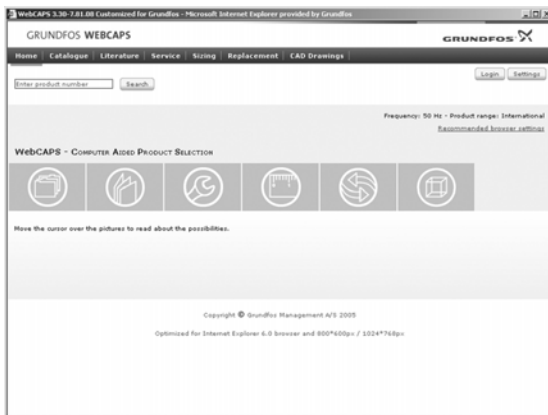 WebCAPS 3.30-7.01.08 Customized for Grundfos - Microsoft Internet Explorer provided by Grundfos
GRUNDFOS WEBCAPS
GRUNDFOS
Home Catalogue Literature Service Sizing Replacement CAD Drawings
Login Settings
Enter product number Search
Frequency: 50 Hz - Product range: International
Recommended browser settings
WebCAPS - Computer Aided Product Selection
Move the cursor over the pictures to read about the possibilities.
Copyright © Grundfos Management A/S 2005
Optimized for Internet Explorer 6.0 browser and 800*600px / 1024*768px